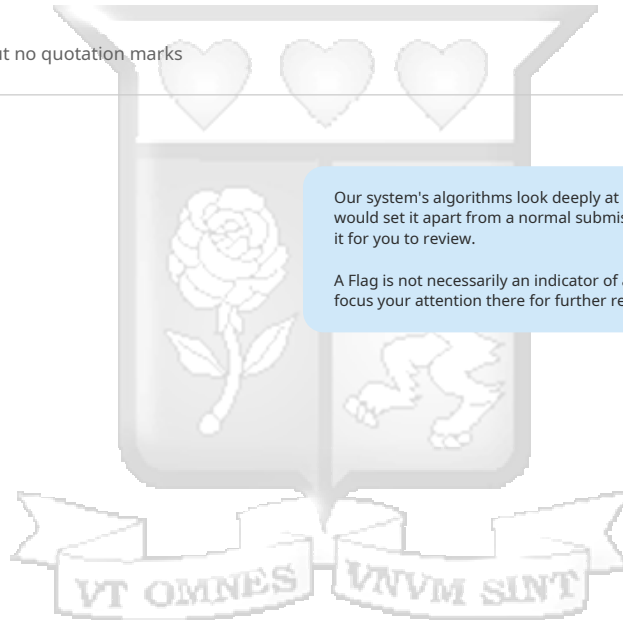 ut no quotation marks
Our system's algorithms look deeply at
would set it apart from a normal submis
it for you to review.
A Flag is not necessarily an indicator of a
focus your attention there for further re
VT OMNES VNVM SINT